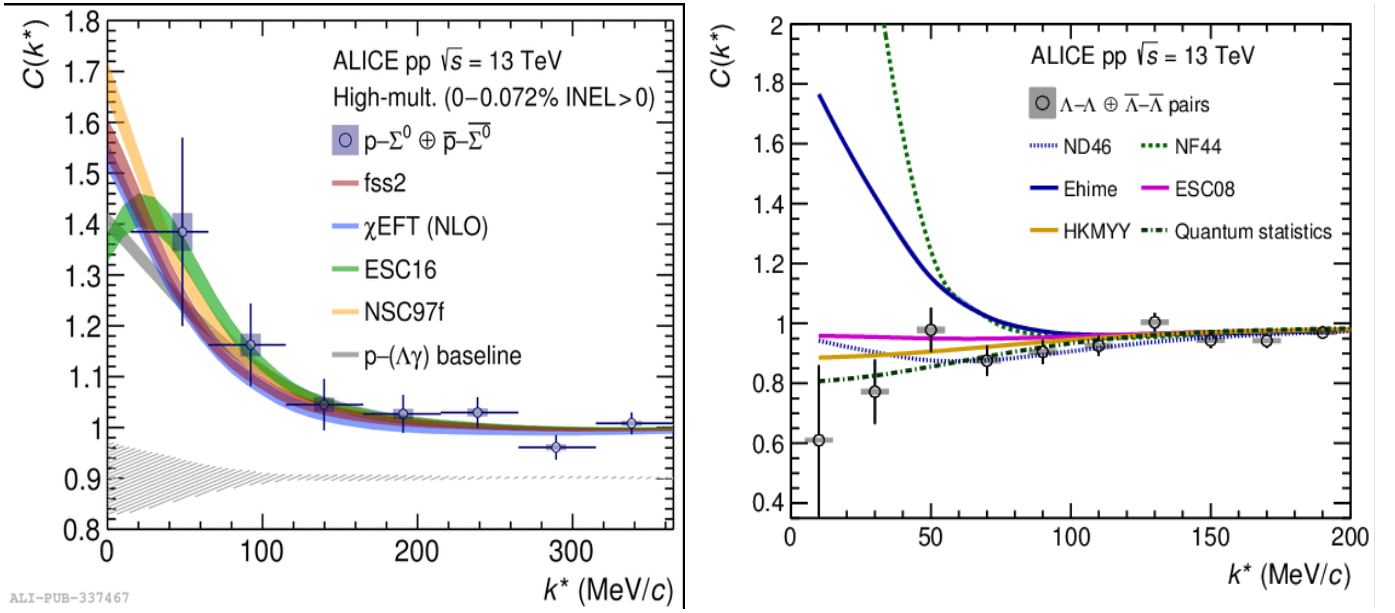 C(k*)
1.8
1.7
1.6
1.5
1.4
1.3
1.2
1.1
1
0.9
0.8
ALICE pp √s = 13 TeV
High-mult. (0−0.072% INEL>0)
p−Σ⁰ ⊕ p̅−Σ̅⁰
fss2
χEFT (NLO)
ESC16
NSC97f
p−(Λγ) baseline
0 100 200 300
k* (MeV/c)
ALI-PUB-337467
C(k*)
2
1.8
1.6
1.4
1.2
1
0.8
0.6
0.4
ALICE pp √s = 13 TeV
Λ−Λ ⊕ Λ̅−Λ̅ pairs
ND46 NF44
Ehime ESC08
HKMYY Quantum statistics
0 50 100 150 200
k* (MeV/c)